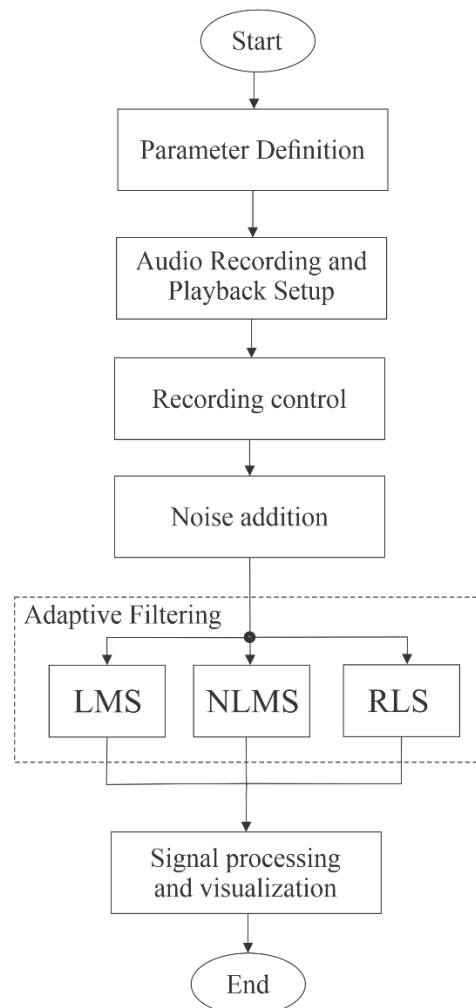 Start
Parameter Definition
Audio Recording and
Playback Setup
Recording control
Noise addition
Adaptive Filtering
LMS
NLMS
RLS
Signal processing
and visualization
End